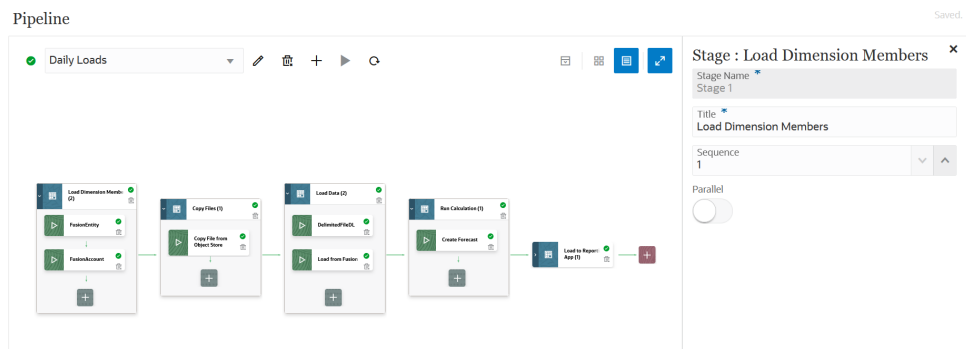 Pipeline
Saved.
Daily Loads
Load Dimension Membe
(2)
FusionEntity
FusionAccount
Copy Files (1)
Copy File from
Object Store
Load Data (2)
DelimitedFileDL
Load from Fusion
Run Calculation (1)
Create Forecast
Load to Report
App (1)
Stage : Load Dimension Members
Stage Name *
Stage 1
Title *
Load Dimension Members
Sequence
1
Parallel